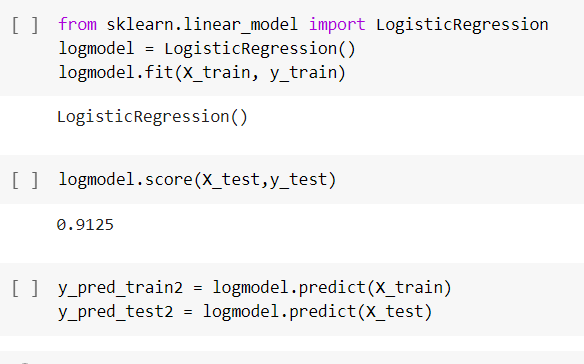 [ ] from sklearn.linear_model import LogisticRegression
logmodel = LogisticRegression()
logmodel.fit(X_train, y_train)
LogisticRegression()
[ ] logmodel.score(X_test,y_test)
0.9125
[ ] y_pred_train2 = logmodel.predict(X_train)
y_pred_test2 = logmodel.predict(X_test)